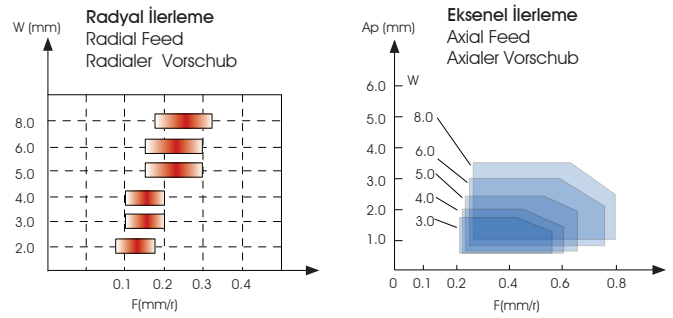 Radyal İlerleme
Radial Feed
Radialer Vorschub
W (mm)
8.0
6.0
5.0
4.0
3.0
2.0
0.1 0.2 0.3 0.4
F(mm/r)
Eksenel İlerleme
Axial Feed
Axialer Vorschub
Ap (mm)
6.0
5.0
4.0
3.0
2.0
1.0
W
8.0
6.0
5.0
4.0
3.0
0 0.1 0.2 0.4 0.6 0.8
F(mm/r)